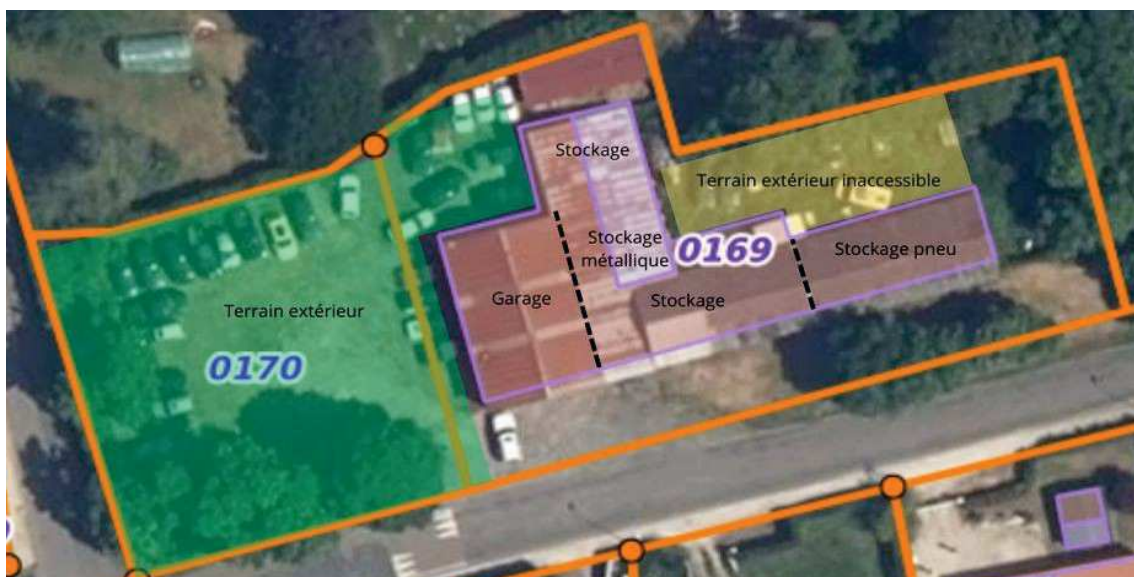 Stockage
Terrain extérieur inaccessible
Stockage
métallique
0169
Stockage pneu
Garage
Stockage
Terrain extérieur
0170